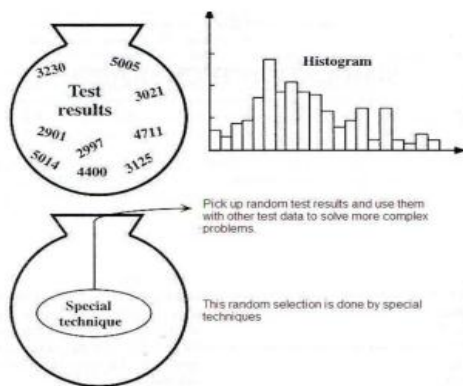 3230
5005
Test
results
3021
2901
2997
4711
5014
4400
3125
Histogram
Pick up random test results and use them
with other test data to solve more complex
problems.
Special
technique
This random selection is done by special
techniques